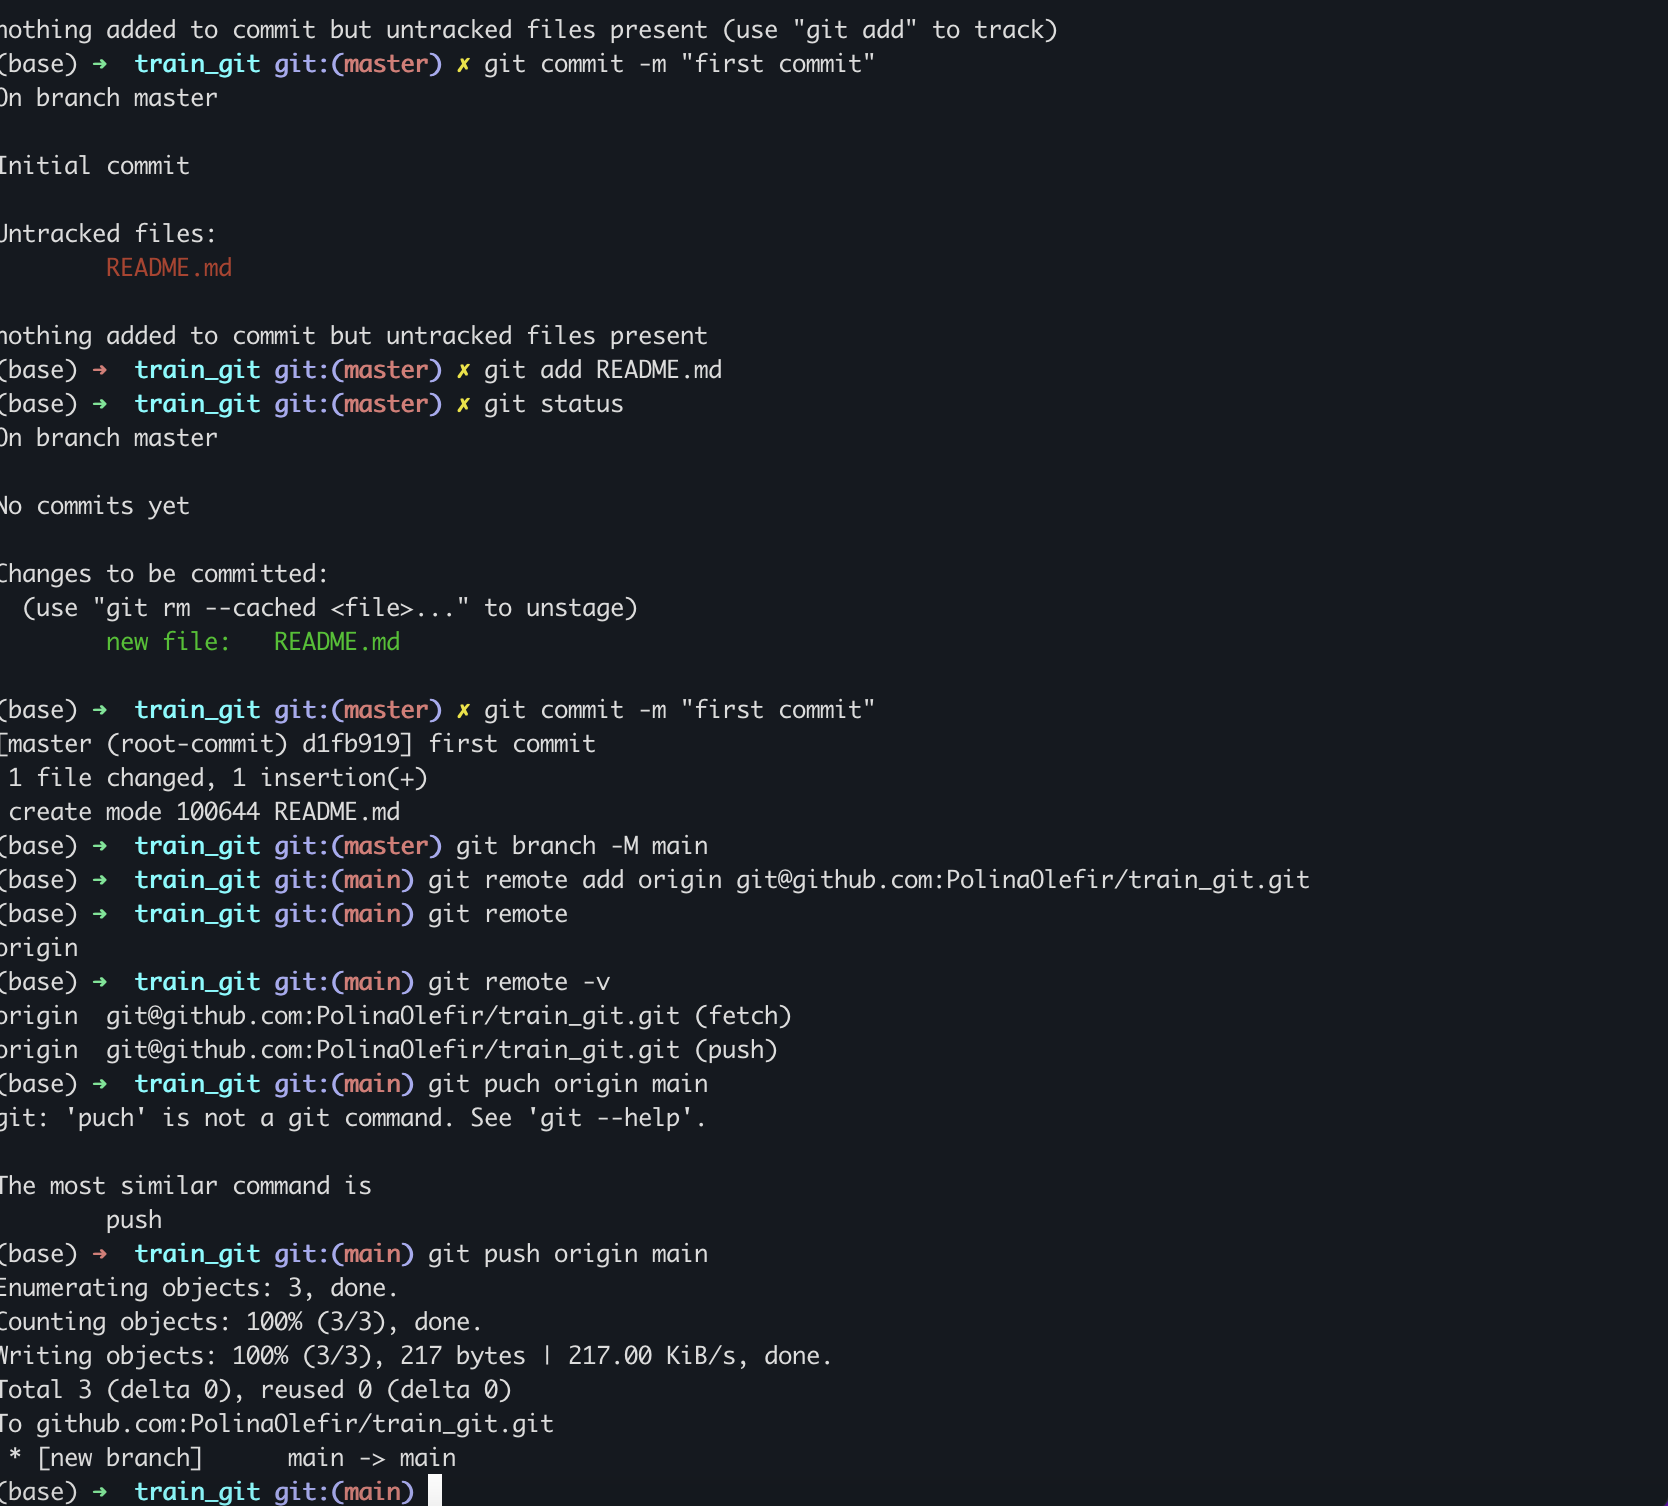 nothing added to commit but untracked files present (use "git add" to track)
(base) ➜  train_git git:(master) ✗ git commit -m "first commit"
On branch master

Initial commit

Untracked files:
        README.md

nothing added to commit but untracked files present
(base) ➜  train_git git:(master) ✗ git add README.md
(base) ➜  train_git git:(master) ✗ git status
On branch master

No commits yet

Changes to be committed:
  (use "git rm --cached <file>..." to unstage)
        new file:   README.md

(base) ➜  train_git git:(master) ✗ git commit -m "first commit"
[master (root-commit) d1fb919] first commit
 1 file changed, 1 insertion(+)
 create mode 100644 README.md
(base) ➜  train_git git:(master) git branch -M main
(base) ➜  train_git git:(main) git remote add origin git@github.com:PolinaOlefir/train_git.git
(base) ➜  train_git git:(main) git remote
origin
(base) ➜  train_git git:(main) git remote -v
origin  git@github.com:PolinaOlefir/train_git.git (fetch)
origin  git@github.com:PolinaOlefir/train_git.git (push)
(base) ➜  train_git git:(main) git puch origin main
git: 'puch' is not a git command. See 'git --help'.

The most similar command is
        push
(base) ➜  train_git git:(main) git push origin main
Enumerating objects: 3, done.
Counting objects: 100% (3/3), done.
Writing objects: 100% (3/3), 217 bytes | 217.00 KiB/s, done.
Total 3 (delta 0), reused 0 (delta 0)
To github.com:PolinaOlefir/train_git.git
 * [new branch]      main -> main
(base) ➜  train_git git:(main)